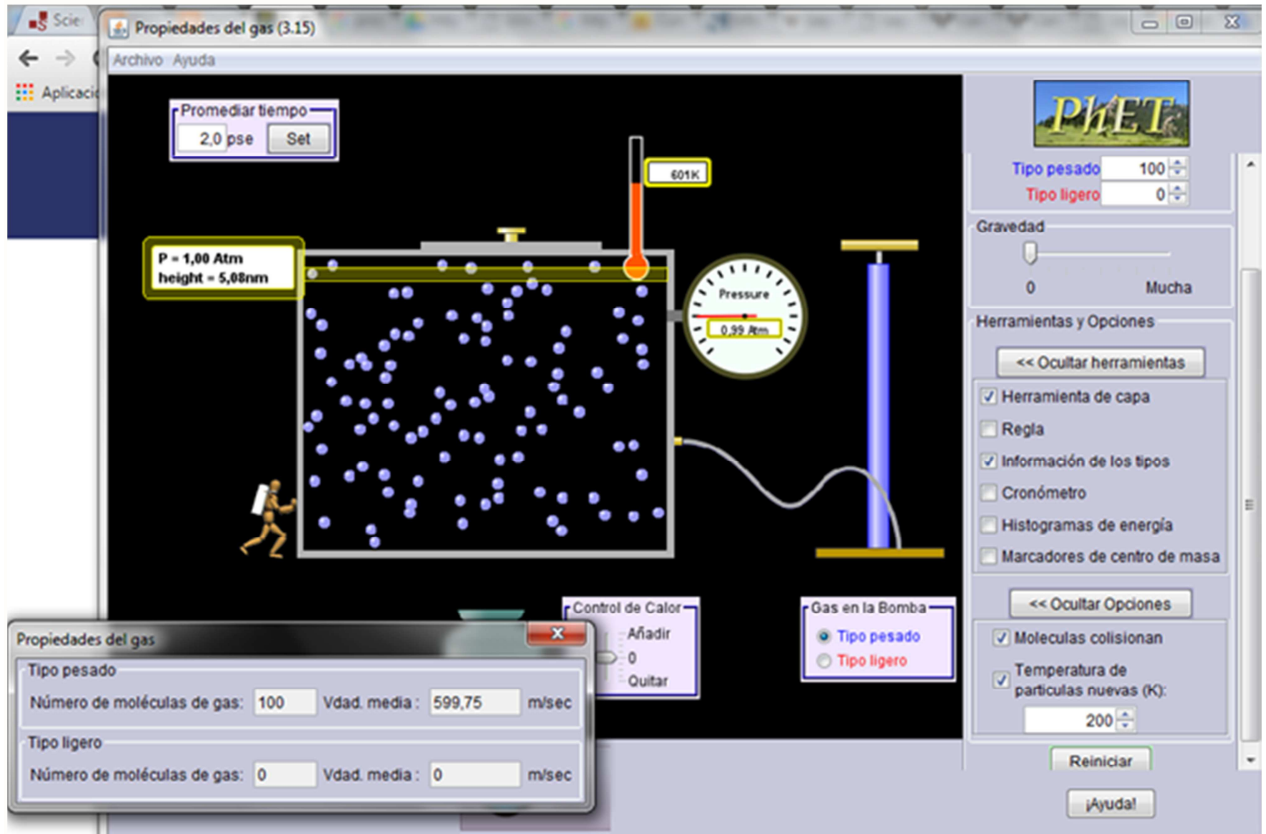 Scie
Propiedades del gas (3.15)
Archivo Ayuda
Aplicacio
Promediar tiempo
2,0 pse Set
PhET
Tipo pesado 100
Tipo ligero 0
601K
Gravedad
0 Mucha
P = 1,00 Atm
height = 5,08nm
Pressure
0,99 Atm
Herramientas y Opciones
<< Ocultar herramientas
Herramienta de capa
Regla
Información de los tipos
Cronómetro
Histogramas de energía
Marcadores de centro de masa
<< Ocultar Opciones
Moleculas colisionan
Temperatura de
particulas nuevas (K):
200
Reiniciar
¡Ayuda!
Control de Calor
Añadir
0
Quitar
Gas en la Bomba
Tipo pesado
Tipo ligero
Propiedades del gas
Tipo pesado
Número de moléculas de gas: 100 Vdad. media : 599,75 m/sec
Tipo ligero
Número de moléculas de gas: 0 Vdad. media : 0 m/sec